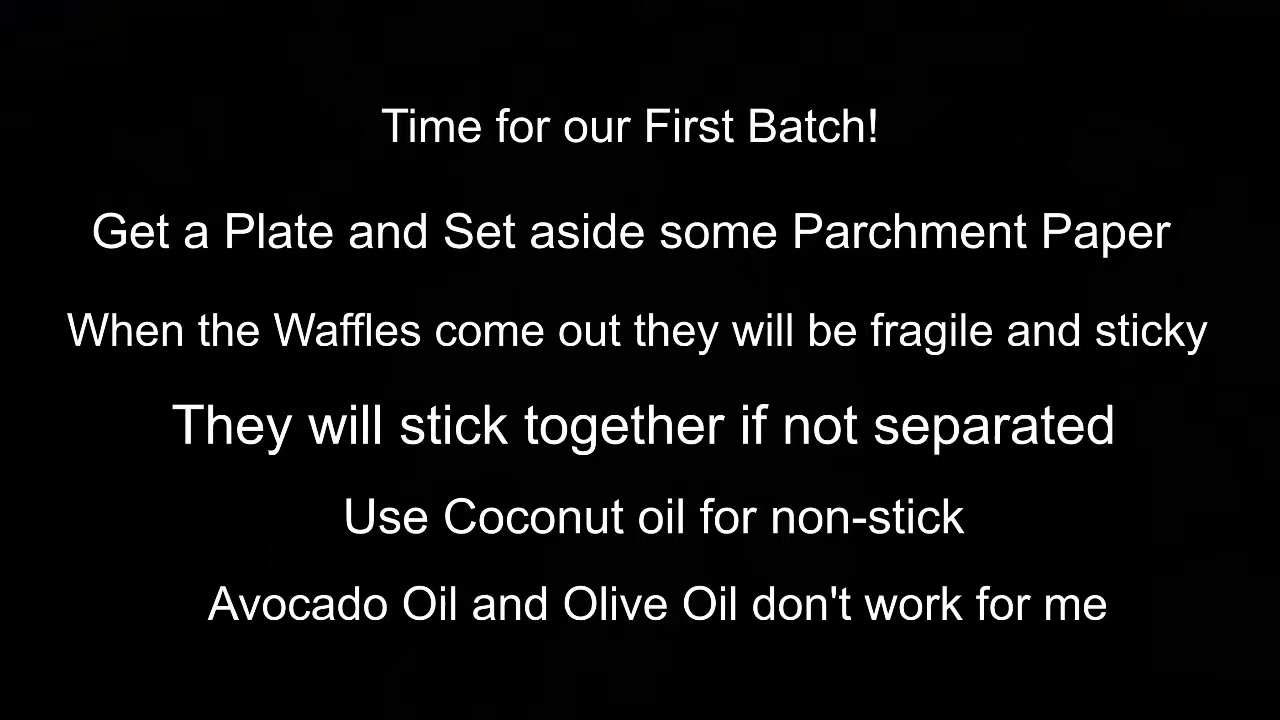 Time for our First Batch!
Get a Plate and Set aside some Parchment Paper
When the Waffles come out they will be fragile and sticky
They will stick together if not separated
Use Coconut oil for non-stick
Avocado Oil and Olive Oil don't work for me